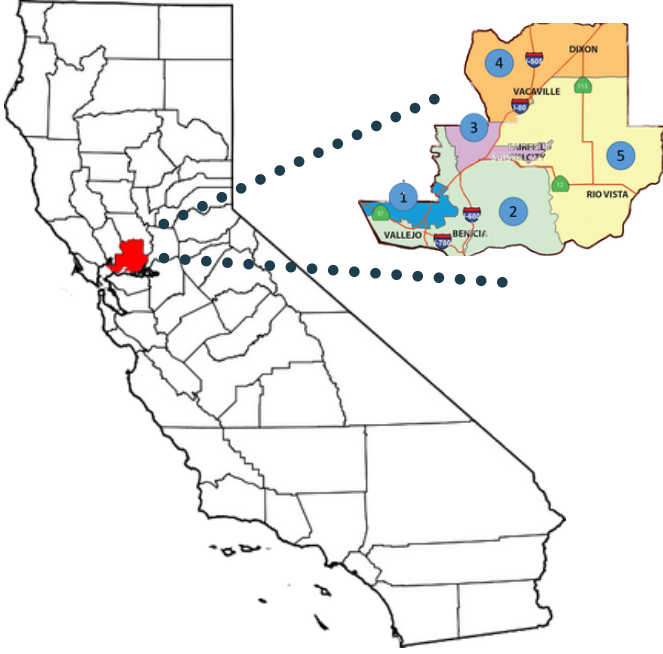 DIXON
4
I-505
113
VACAVILLE
I-80
3
5
12
RIO VISTA
1
37
2
I-680
VALLEJO
I-780
BENICIA